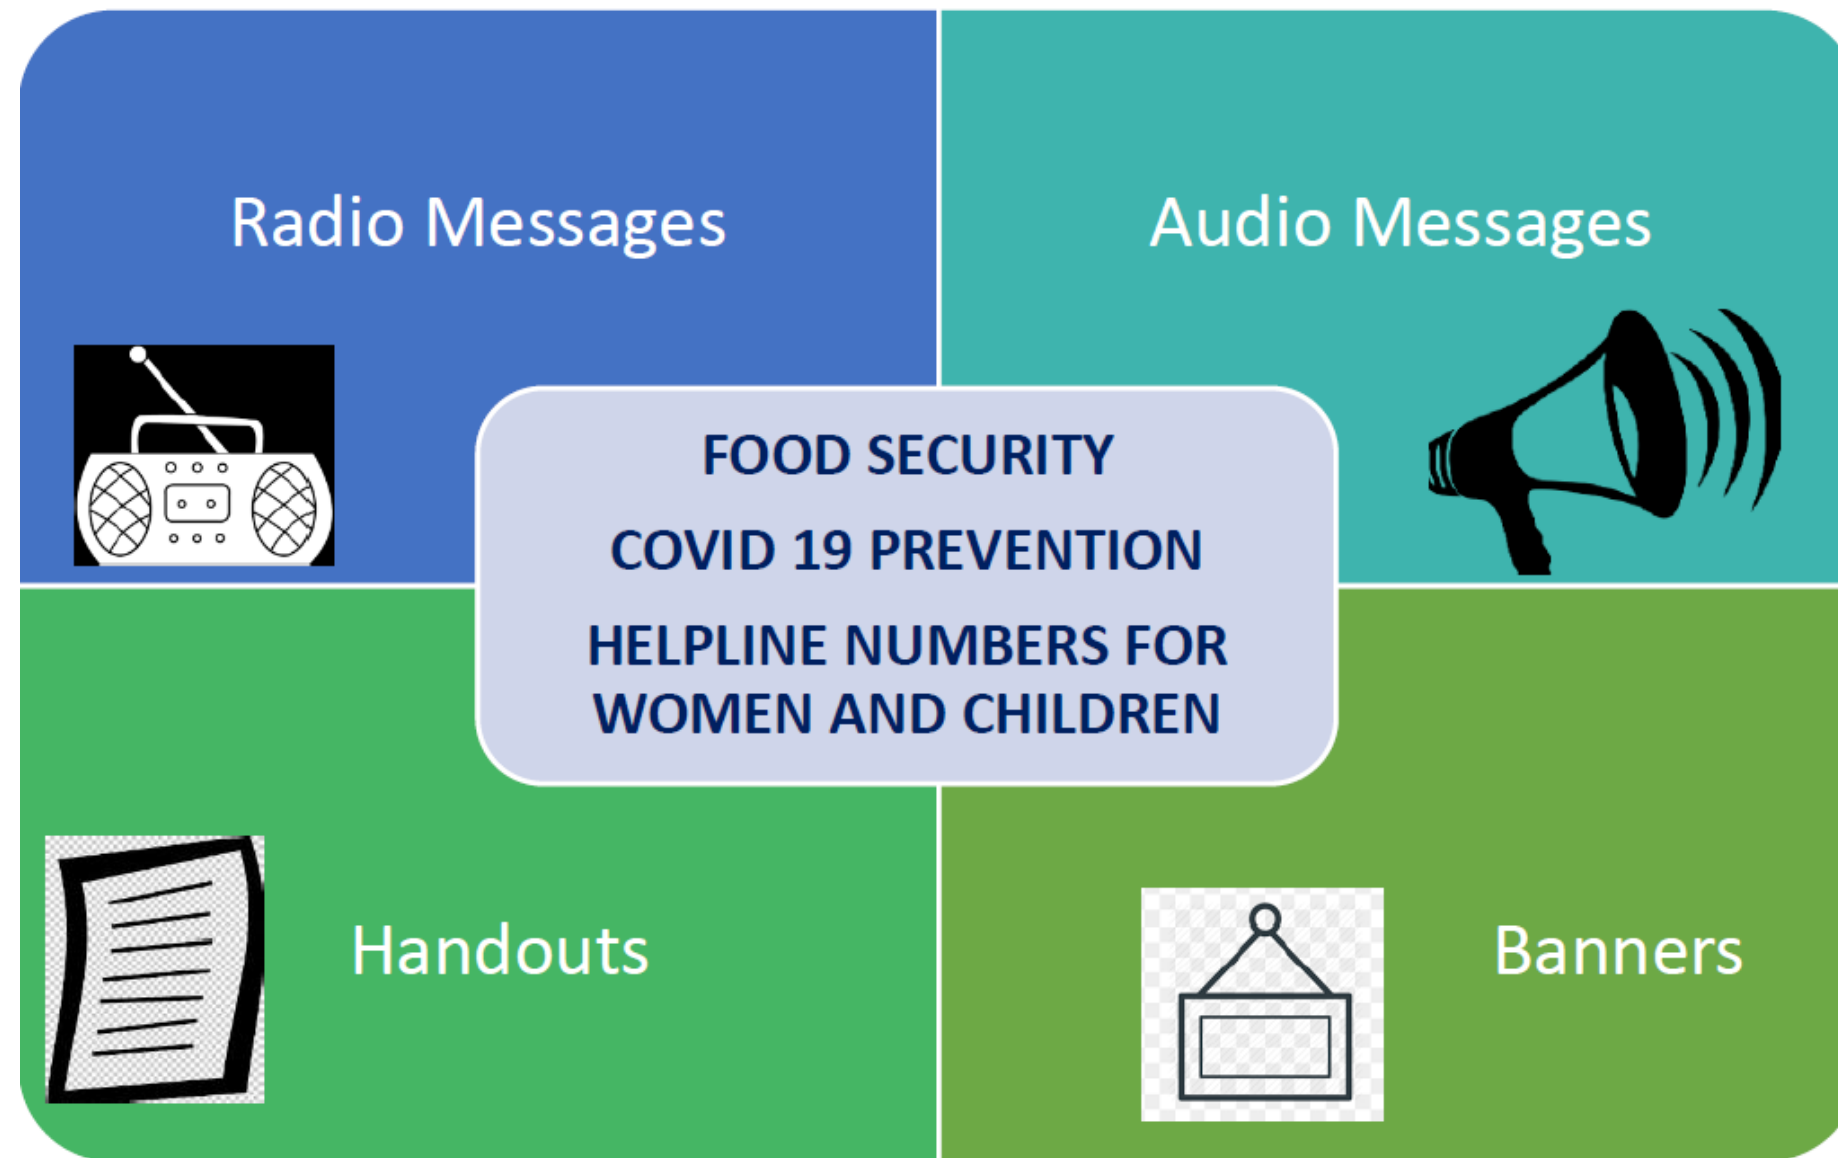 Radio Messages
Audio Messages
FOOD SECURITY
COVID 19 PREVENTION
HELPLINE NUMBERS FOR
WOMEN AND CHILDREN
Handouts
Banners